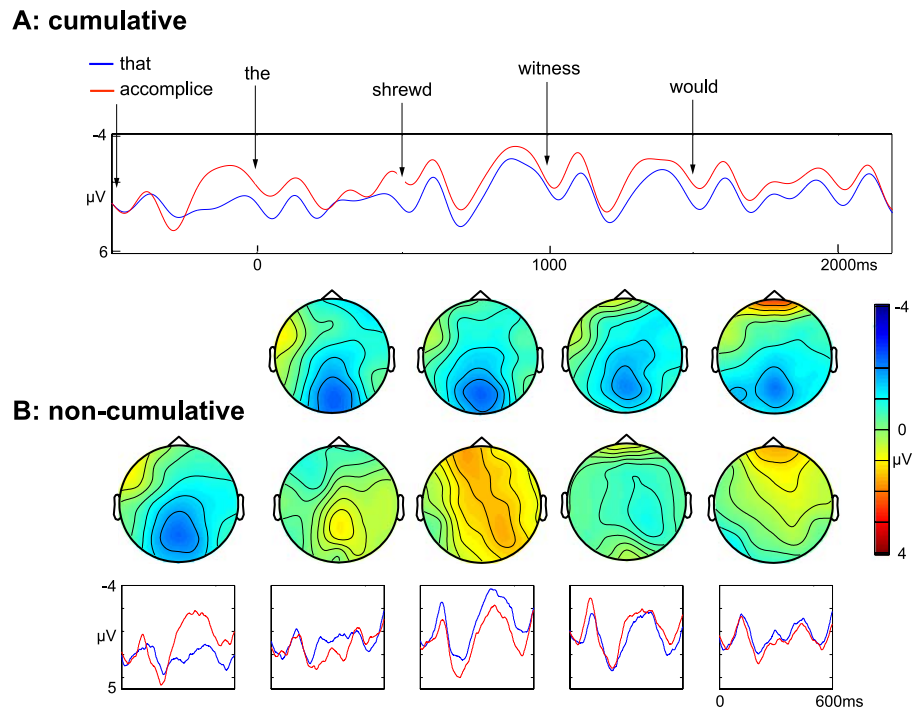 A: cumulative
that
accomplice
the
shrewd
witness
would
-4
µV
6
0
1000
2000ms
-4
0
µV
4
B: non-cumulative
-4
µV
5
0
600ms